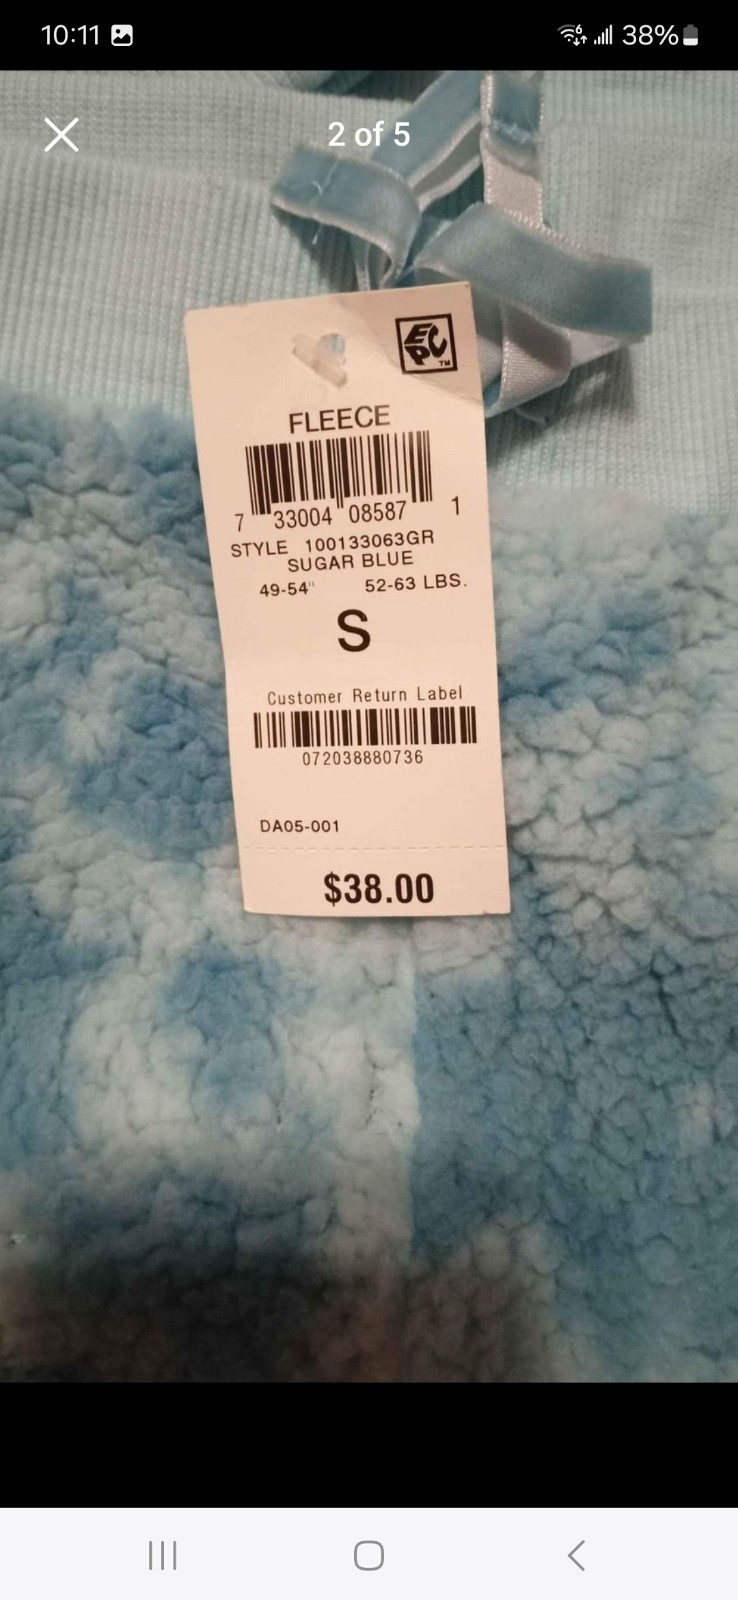 10:11
38%
2 of 5
EPC
TM
FLEECE
7 33004 08587 1
STYLE 100133063GR
SUGAR BLUE
49-54" 52-63 LBS.
S
Customer Return Label
072038880736
DA05-001
$38.00